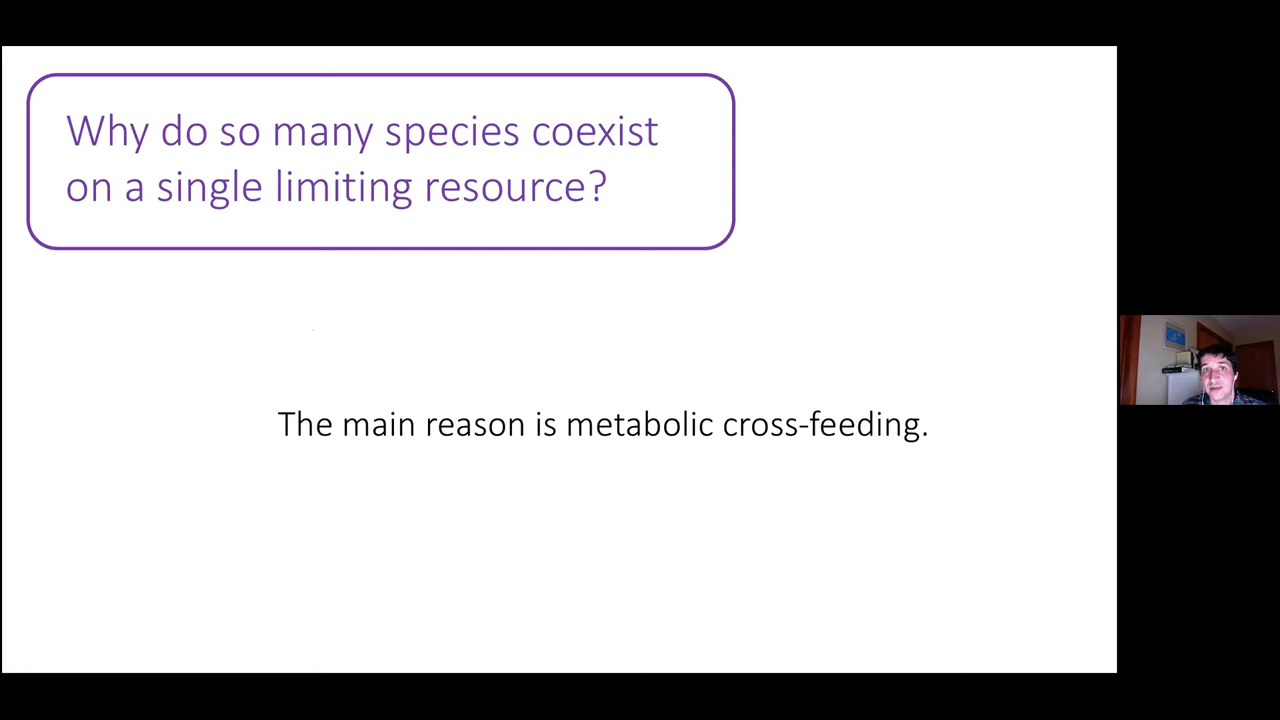 Why do so many species coexist
on a single limiting resource?
The main reason is metabolic cross-feeding.